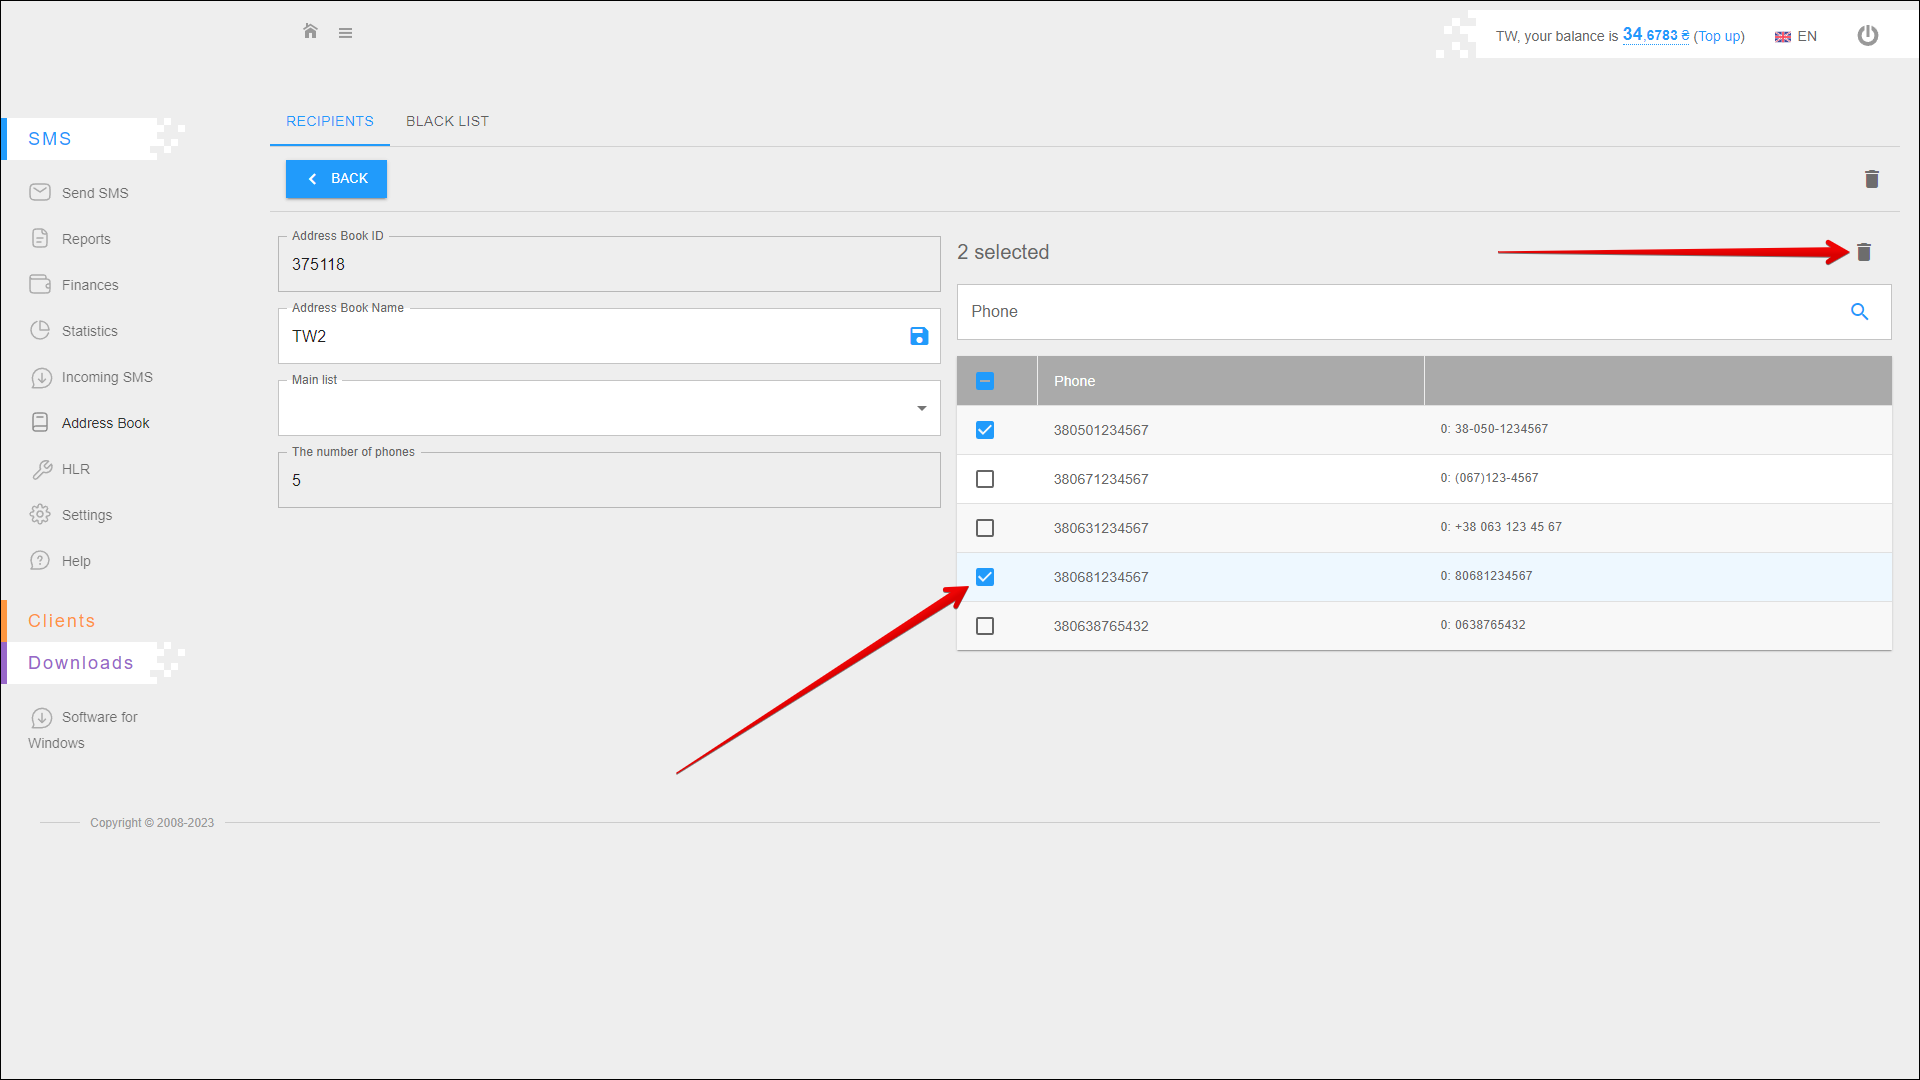 TW, your balance is 34,6783 ₴ (Top up)
EN
SMS
Send SMS
Reports
Finances
Statistics
Incoming SMS
Address Book
HLR
Settings
Help
Clients
Downloads
Software for
Windows
RECIPIENTS
BLACK LIST
BACK
Address Book ID
375118
Address Book Name
TW2
Main list
The number of phones
5
2 selected
Phone
Phone
380501234567 0: 38-050-1234567
380671234567 0: (067)123-4567
380631234567 0: +38 063 123 45 67
380681234567 0: 80681234567
380638765432 0: 0638765432
Copyright © 2008-2023